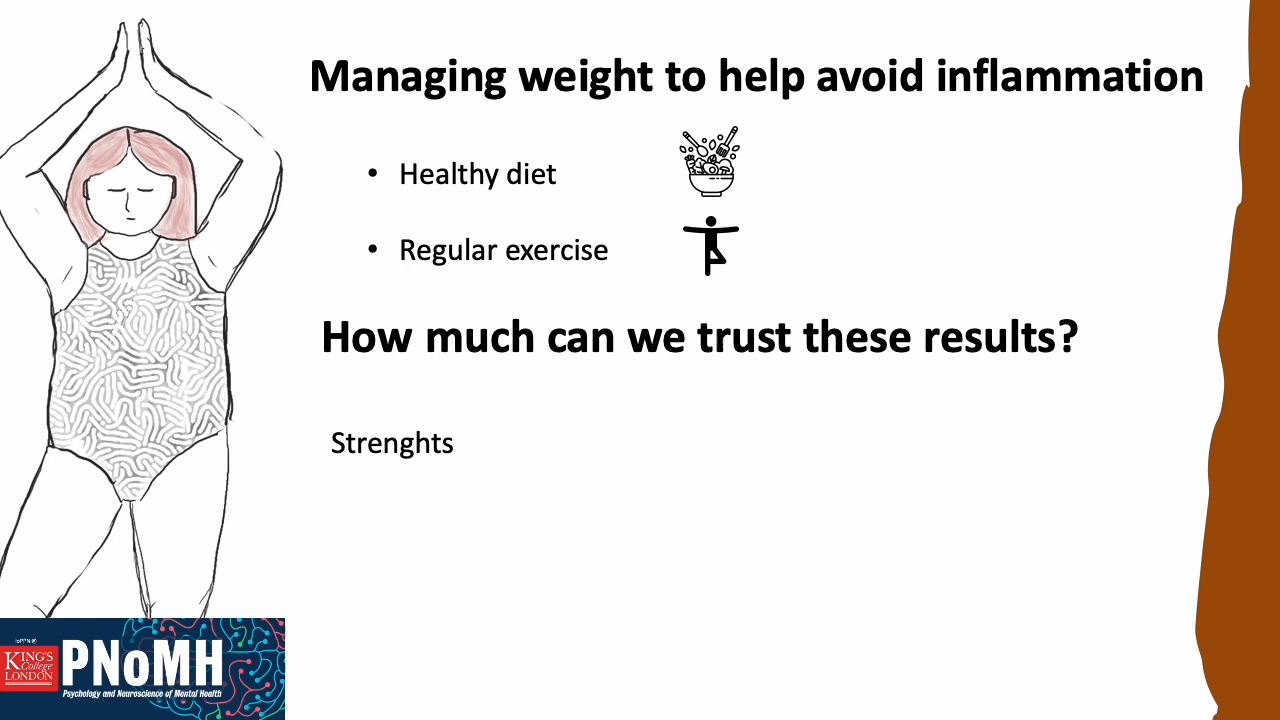 Managing weight to help avoid inflammation
• Healthy diet
• Regular exercise
How much can we trust these results?
Strenghts
IoPPN
KING'S
College
LONDON
PNoMH
Psychology and Neuroscience of Mental Health